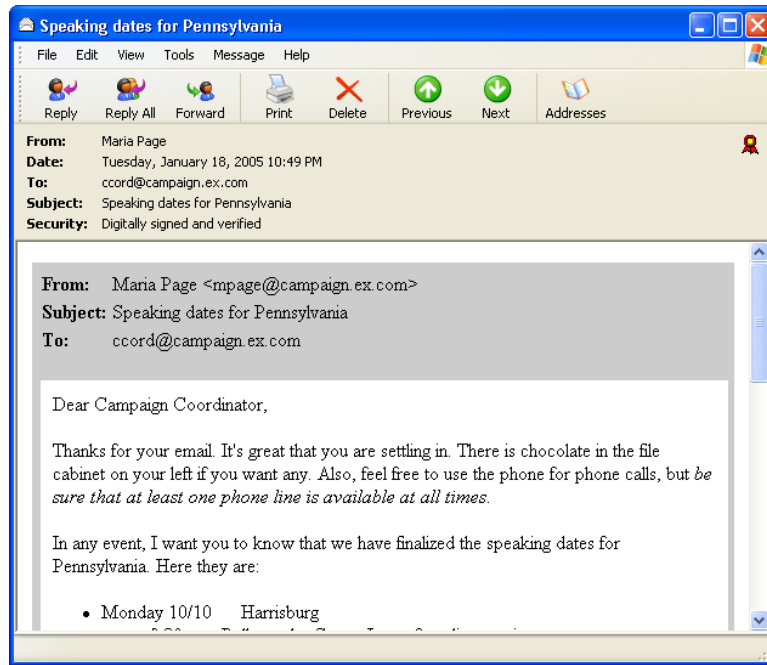 Speaking dates for Pennsylvania
File Edit View Tools Message Help
Reply Reply All Forward Print Delete Previous Next Addresses
From: Maria Page
Date: Tuesday, January 18, 2005 10:49 PM
To: ccord@campaign.ex.com
Subject: Speaking dates for Pennsylvania
Security: Digitally signed and verified
From: Maria Page <mpage@campaign.ex.com>
Subject: Speaking dates for Pennsylvania
To: ccord@campaign.ex.com
Dear Campaign Coordinator,
Thanks for your email. It's great that you are settling in. There is chocolate in the file
cabinet on your left if you want any. Also, feel free to use the phone for phone calls, but be
sure that at least one phone line is available at all times.
In any event, I want you to know that we have finalized the speaking dates for
Pennsylvania. Here they are:
• Monday 10/10 Harrisburg